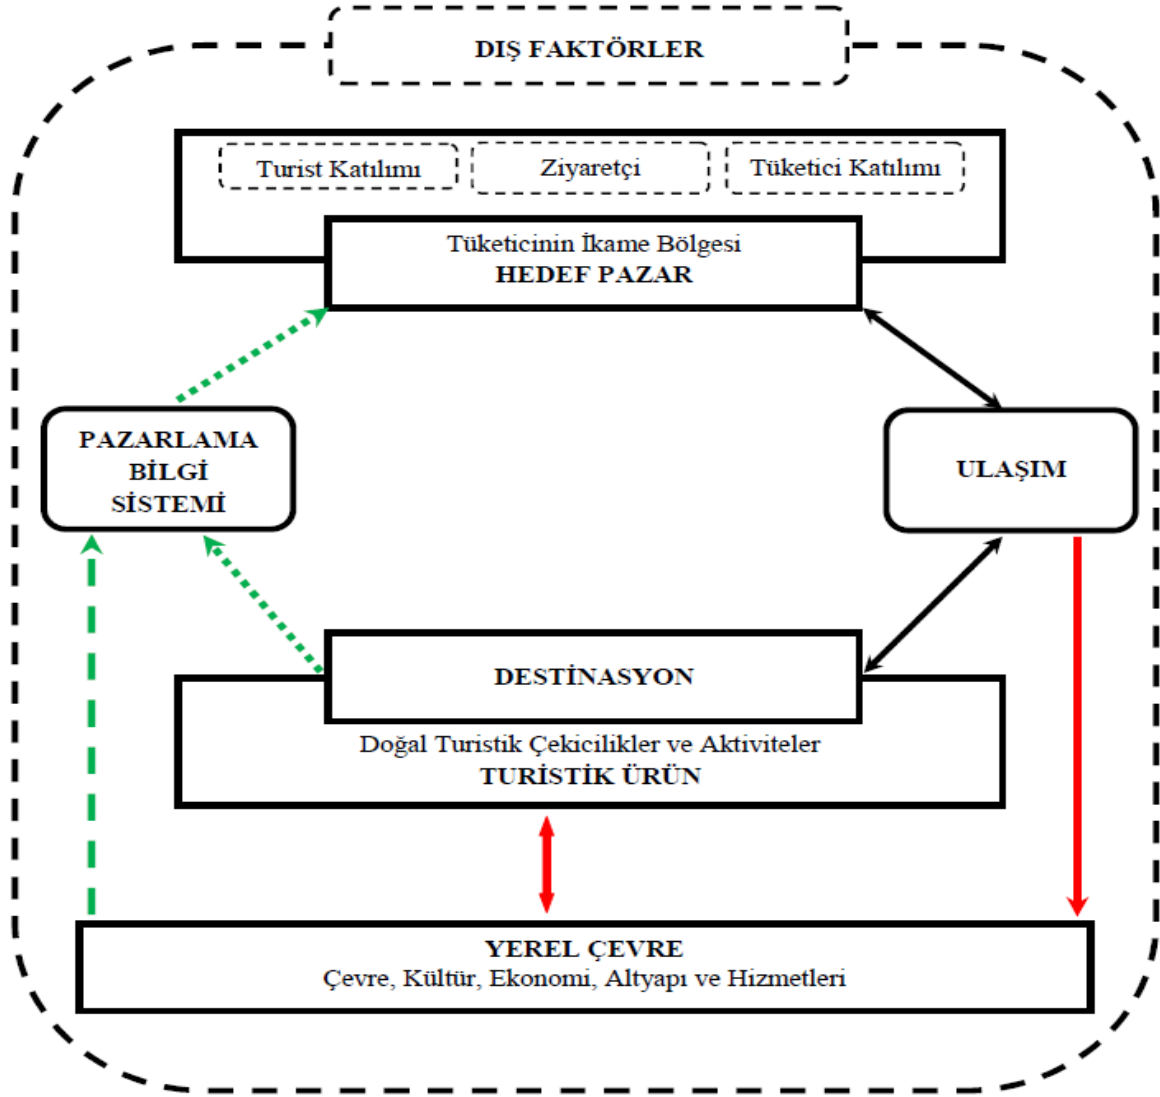 DIŞ FAKTÖRLER
Turist Katılımı
Ziyaretçi
Tüketici Katılımı
Tüketicinin İkame Bölgesi
HEDEF PAZAR
PAZARLAMA
BİLGİ
SİSTEMİ
ULAŞIM
DESTİNASYON
Doğal Turistik Çekicilikler ve Aktiviteler
TURİSTİK ÜRÜN
YEREL ÇEVRE
Çevre, Kültür, Ekonomi, Altyapı ve Hizmetleri